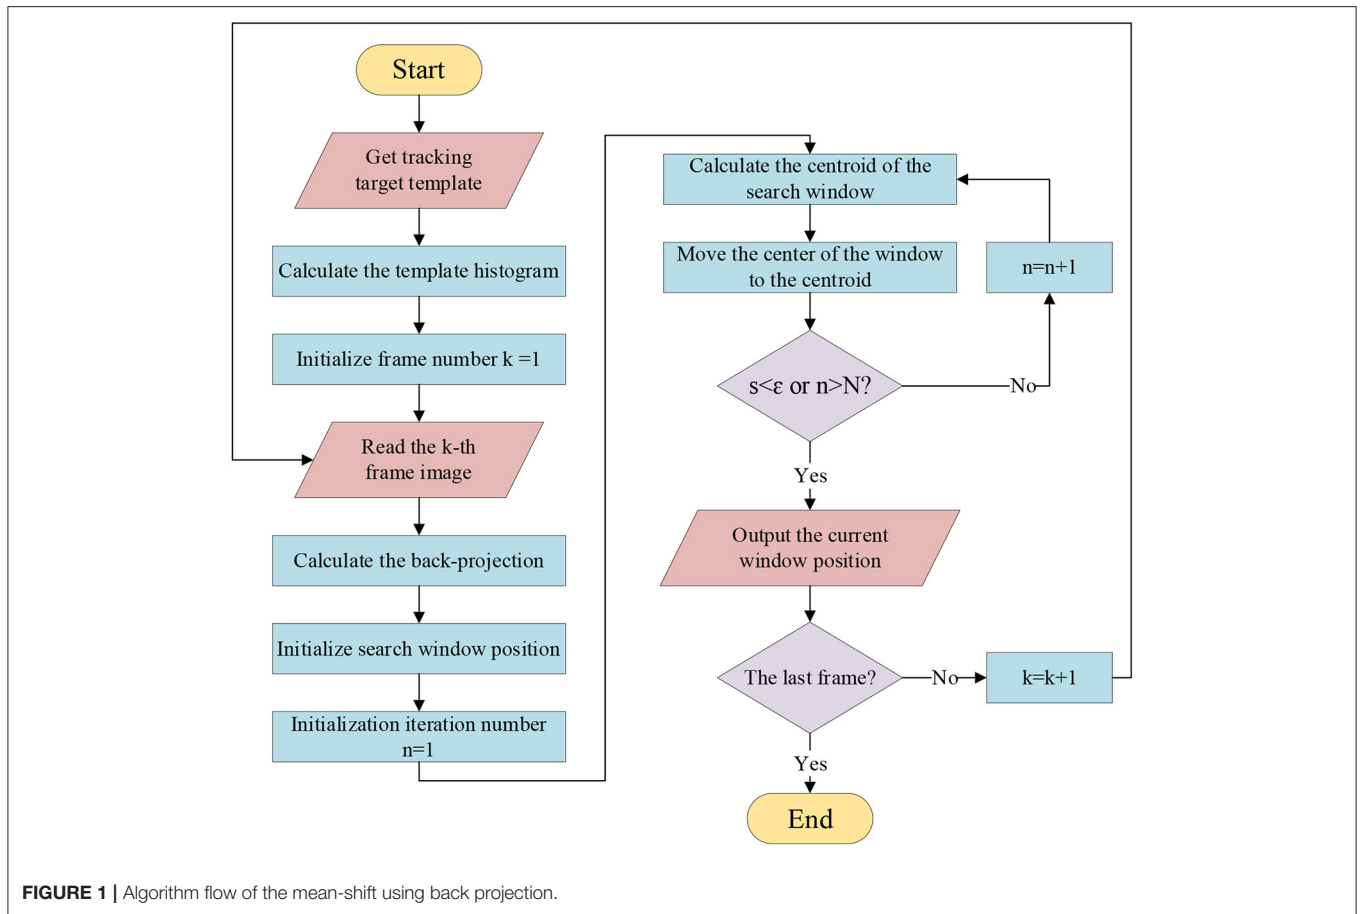 Start
Get tracking
target template
Calculate the template histogram
Initialize frame number k =1
Read the k-th
frame image
Calculate the back-projection
Initialize search window position
Initialization iteration number
n=1
Calculate the centroid of the
search window
Move the center of the window
to the centroid
n=n+1
s<ε or n>N?
No
Yes
Output the current
window position
The last frame?
No
k=k+1
Yes
End
FIGURE 1 | Algorithm flow of the mean-shift using back projection.